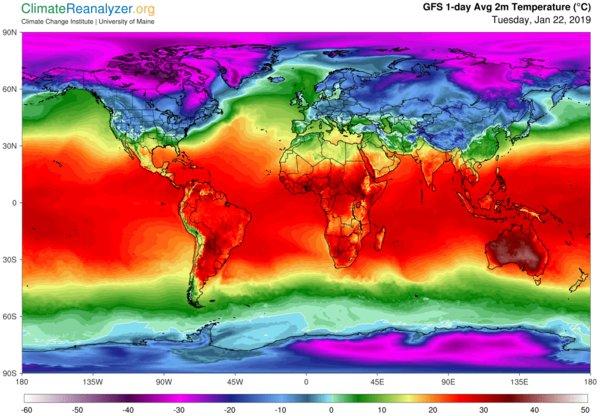 ClimateReanalyzer.org
Climate Change Institute | University of Maine
GFS 1-day Avg 2m Temperature (°C)
Tuesday, Jan 22, 2019
90N
60N
30N
0
30S
60S
90S
180 135W 90W 45W 0 45E 90E 135E 180
-60 -50 -40 -30 -20 -10 0 10 20 30 40 50